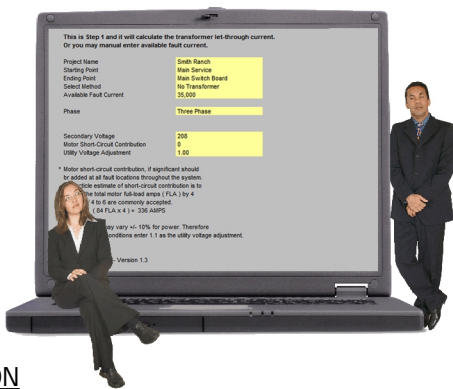 This is Step 1 and it will calculate the transformer let-through current.
Or you may manual enter available fault current.
Project Name Smith Ranch
Starting Point Main Service
Ending Point Main Switch Board
Select Method No Transformer
Available Fault Current 35,000
Phase Three Phase
Secondary Voltage 208
Motor Short-Circuit Contribution 0
Utility Voltage Adjustment 1.00
* Motor short-circuit contribution, if significant should
be added at all fault locations throughout the system.
estimate of short-circuit contribution is to
the total motor full-load amps ( FLA ) by 4
4 to 6 are commonly accepted.
( 84 FLA x 4 ) = 336 AMPS
may vary +/- 10% for power. Therefore
enter 1.1 as the utility voltage adjustment.
- Version 1.3
ON